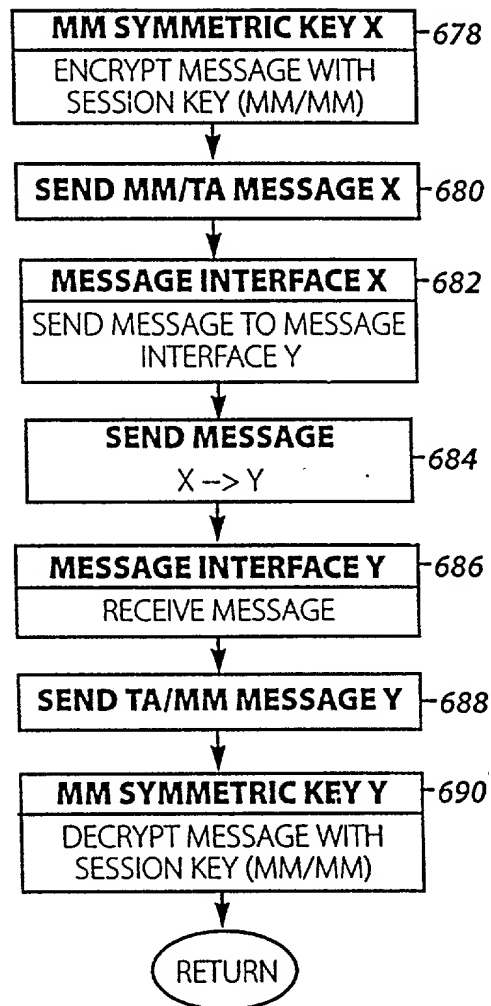 MM SYMMETRIC KEY X
678
ENCRYPT MESSAGE WITH
SESSION KEY (MM/MM)
SEND MM/TA MESSAGE X
680
MESSAGE INTERFACE X
682
SEND MESSAGE TO MESSAGE
INTERFACE Y
SEND MESSAGE
684
X --> Y
MESSAGE INTERFACE Y
686
RECEIVE MESSAGE
SEND TA/MM MESSAGE Y
688
MM SYMMETRIC KEY Y
690
DECRYPT MESSAGE WITH
SESSION KEY (MM/MM)
RETURN